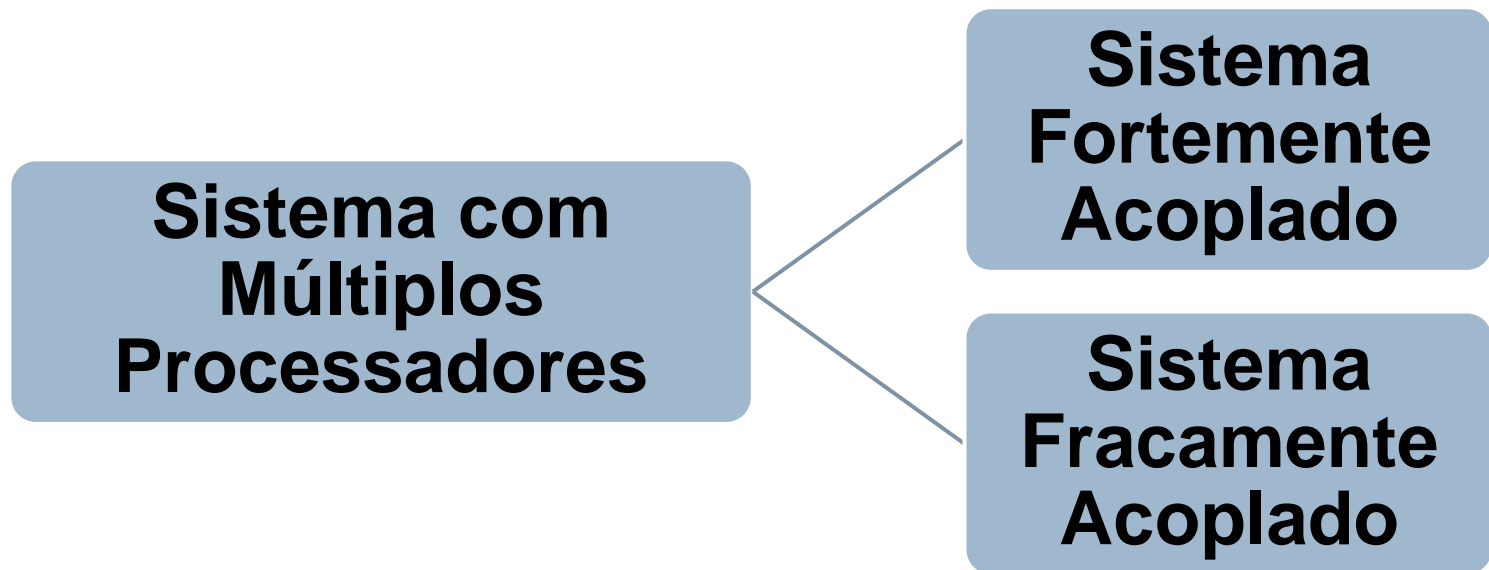 Sistema com
Múltiplos
Processadores
Sistema
Fortemente
Acoplado
Sistema
Fracamente
Acoplado